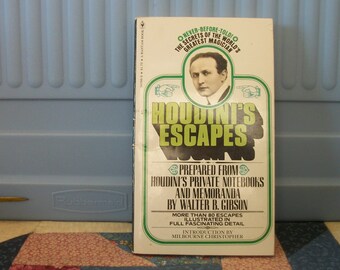 NEVER-BEFORE-TOLD!
THE SECRETS OF THE WORLD'S
GREATEST MAGICIAN
HOUDINI'S
ESCAPES
PREPARED FROM
HOUDINI'S PRIVATE NOTEBOOKS
AND MEMORANDA
BY WALTER B. GIBSON
MORE THAN 80 ESCAPES
ILLUSTRATED IN
FULL FASCINATING DETAIL
INTRODUCTION BY
MILBOURNE CHRISTOPHER